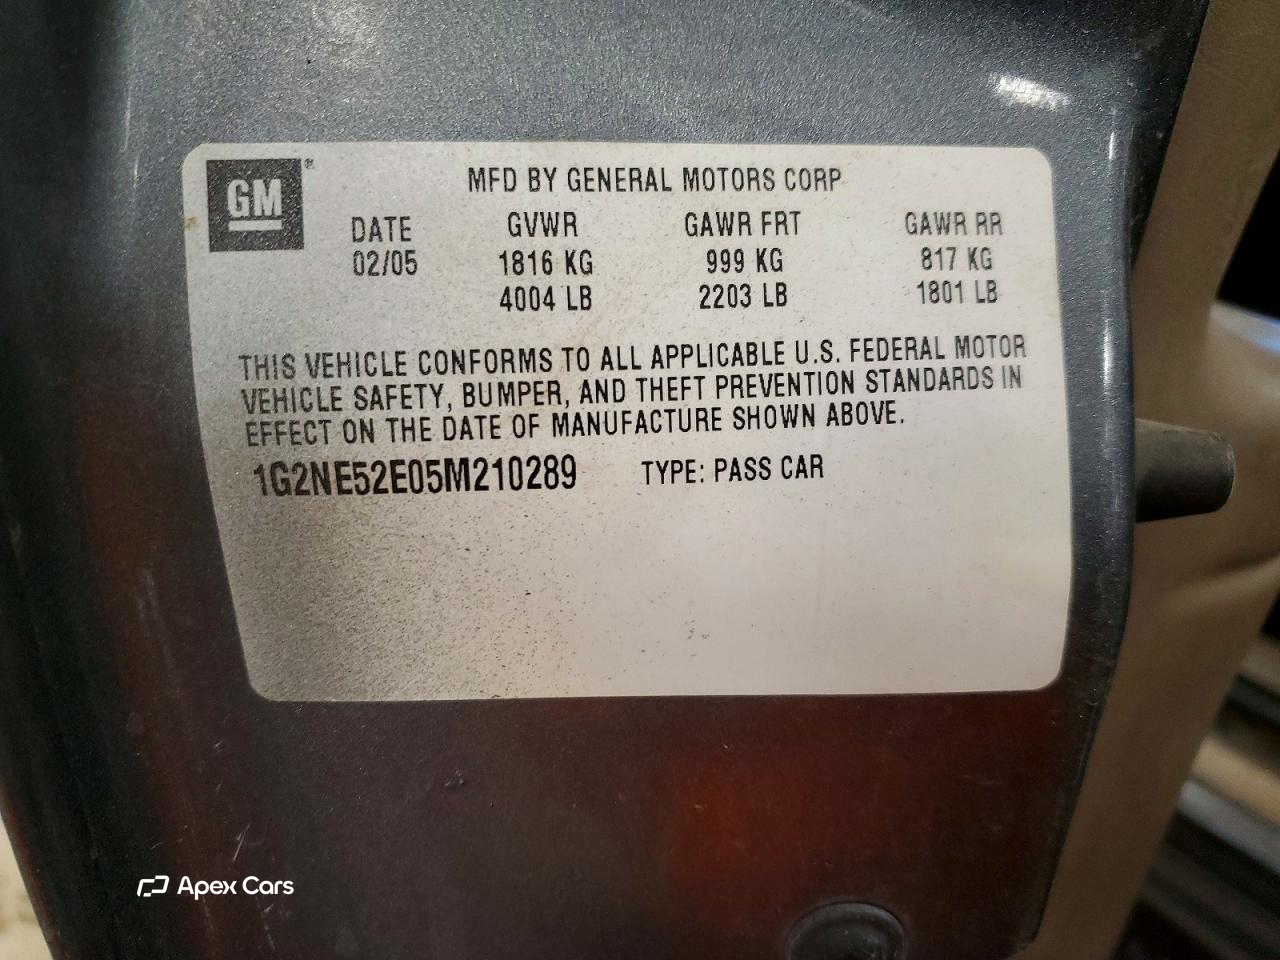 GM ®
MFD BY GENERAL MOTORS CORP
DATE GVWR GAWR FRT GAWR RR
02/05 1816 KG 999 KG 817 KG
4004 LB 2203 LB 1801 LB
THIS VEHICLE CONFORMS TO ALL APPLICABLE U.S. FEDERAL MOTOR
VEHICLE SAFETY, BUMPER, AND THEFT PREVENTION STANDARDS IN
EFFECT ON THE DATE OF MANUFACTURE SHOWN ABOVE.
1G2NE52E05M210289 TYPE: PASS CAR
Apex Cars